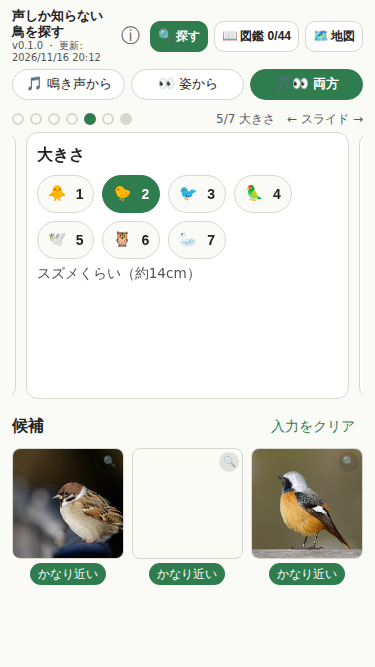 声しか知らない
鳥を探す
v0.1.0 ・ 更新:
2026/11/16 20:12
ⓘ
🔍 探す
📖 図鑑 0/44
🗺️ 地図
🎵 鳴き声から
👀 姿から
🎵👀 両方
5/7 大きさ ← スライド →
大きさ
🐥 1
🐤 2
🐦 3
🦜 4
🕊️ 5
🦉 6
🦢 7
スズメくらい（約14cm）
候補
入力をクリア
かなり近い
かなり近い
かなり近い